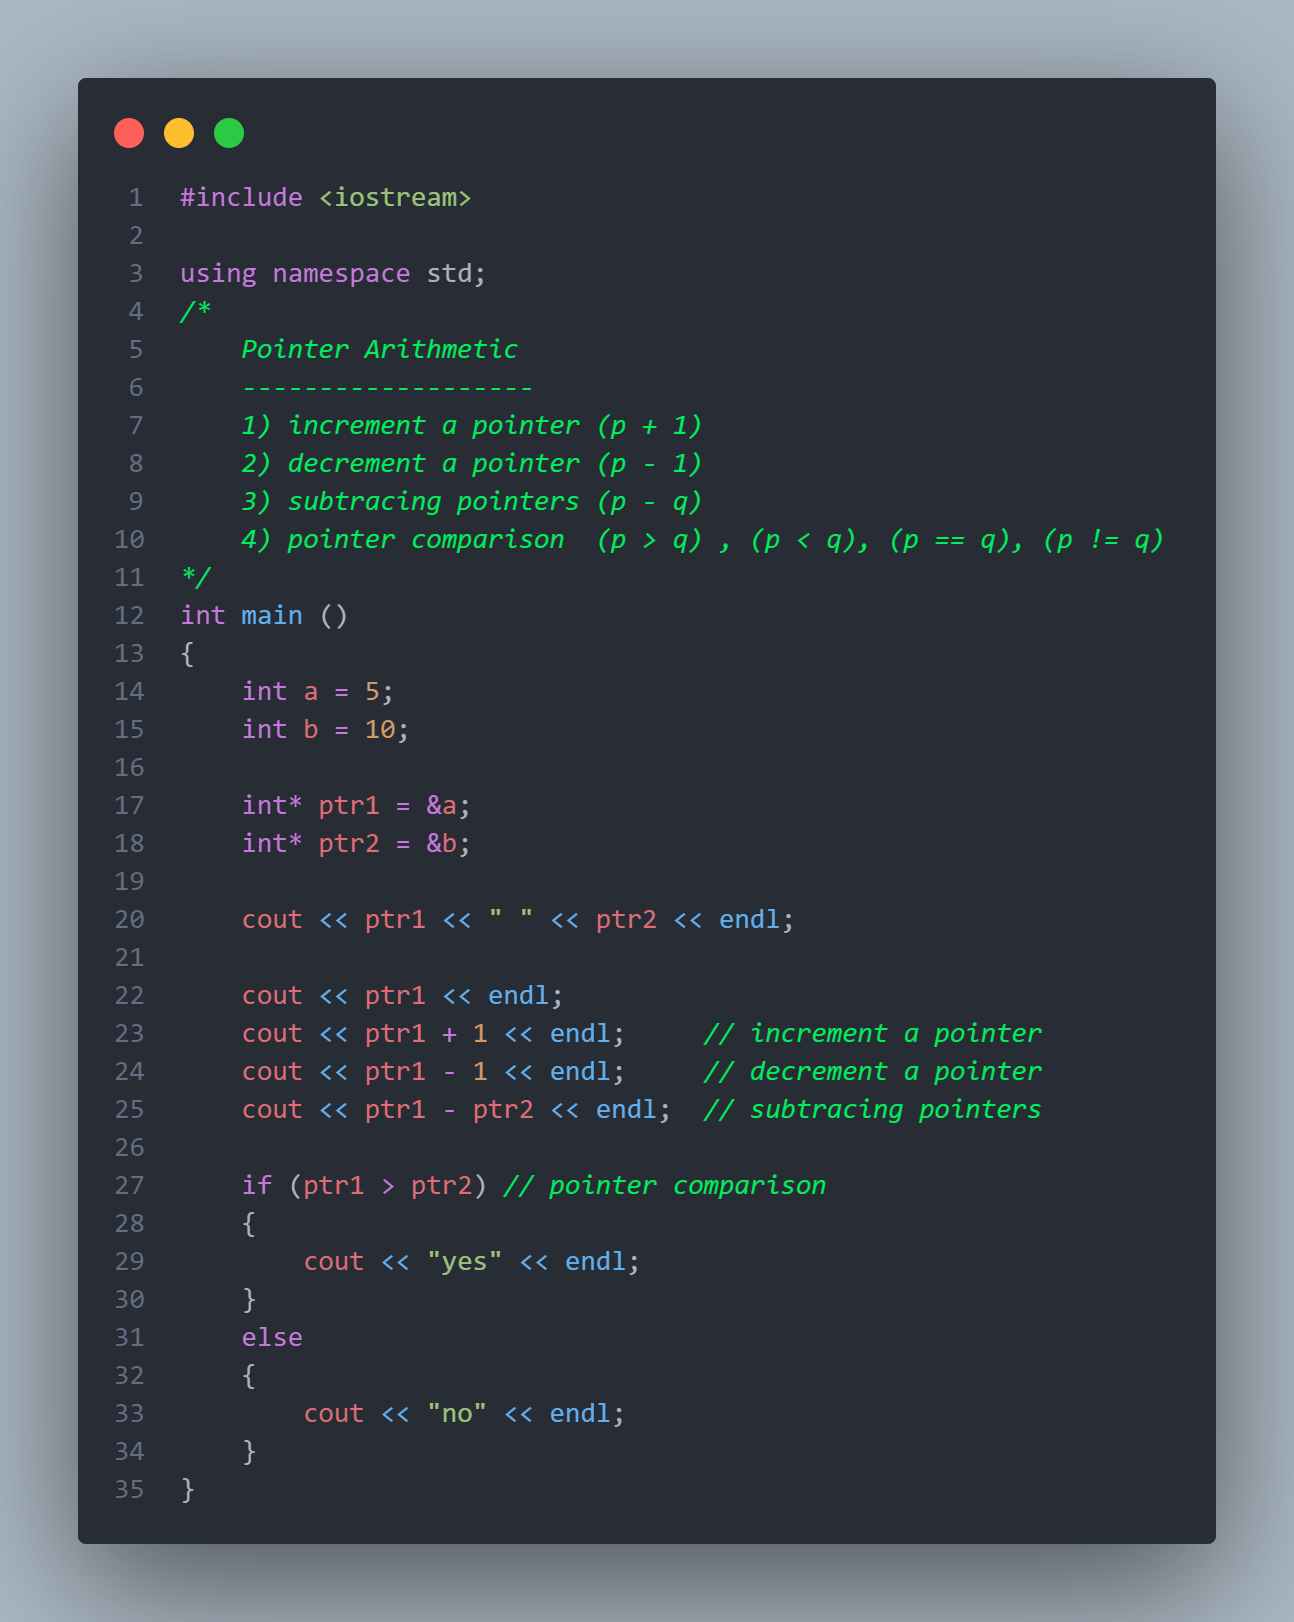 1 #include <iostream>
2
3 using namespace std;
4 /*
5     Pointer Arithmetic
6     -------------------
7     1) increment a pointer (p + 1)
8     2) decrement a pointer (p - 1)
9     3) subtracing pointers (p - q)
10     4) pointer comparison  (p > q) , (p < q), (p == q), (p != q)
11 */
12 int main ()
13 {
14     int a = 5;
15     int b = 10;
16
17     int* ptr1 = &a;
18     int* ptr2 = &b;
19
20     cout << ptr1 << " " << ptr2 << endl;
21
22     cout << ptr1 << endl;
23     cout << ptr1 + 1 << endl;     // increment a pointer
24     cout << ptr1 - 1 << endl;     // decrement a pointer
25     cout << ptr1 - ptr2 << endl;  // subtracing pointers
26
27     if (ptr1 > ptr2) // pointer comparison
28     {
29         cout << "yes" << endl;
30     }
31     else
32     {
33         cout << "no" << endl;
34     }
35 }